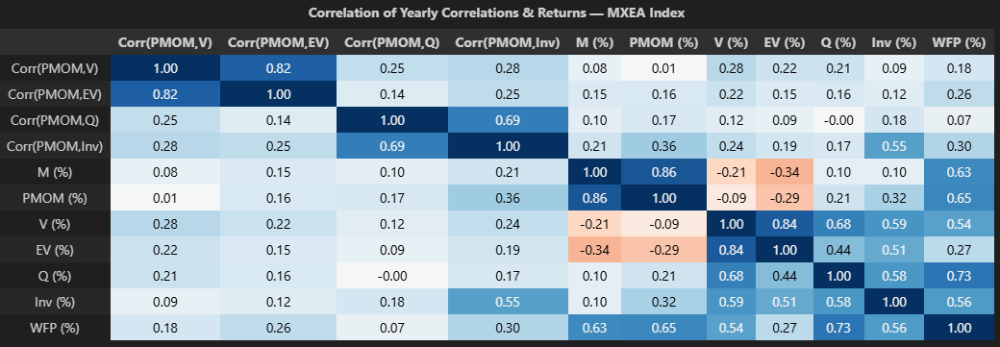 Correlation of Yearly Correlations & Returns — MXEA Index
Corr(PMOM,V) Corr(PMOM,EV) Corr(PMOM,Q) Corr(PMOM,Inv) M (%) PMOM (%) V (%) EV (%) Q (%) Inv (%) WFP (%)
Corr(PMOM,V) 1.00 0.82 0.25 0.28 0.08 0.01 0.28 0.22 0.21 0.09 0.18
Corr(PMOM,EV) 0.82 1.00 0.14 0.25 0.15 0.16 0.22 0.15 0.16 0.12 0.26
Corr(PMOM,Q) 0.25 0.14 1.00 0.69 0.10 0.17 0.12 0.09 -0.00 0.18 0.07
Corr(PMOM,Inv) 0.28 0.25 0.69 1.00 0.21 0.36 0.24 0.19 0.17 0.55 0.30
M (%) 0.08 0.15 0.10 0.21 1.00 0.86 -0.21 -0.34 0.10 0.10 0.63
PMOM (%) 0.01 0.16 0.17 0.36 0.86 1.00 -0.09 -0.29 0.21 0.32 0.65
V (%) 0.28 0.22 0.12 0.24 -0.21 -0.09 1.00 0.84 0.68 0.59 0.54
EV (%) 0.22 0.15 0.09 0.19 -0.34 -0.29 0.84 1.00 0.44 0.51 0.27
Q (%) 0.21 0.16 -0.00 0.17 0.10 0.21 0.68 0.44 1.00 0.58 0.73
Inv (%) 0.09 0.12 0.18 0.55 0.10 0.32 0.59 0.51 0.58 1.00 0.56
WFP (%) 0.18 0.26 0.07 0.30 0.63 0.65 0.54 0.27 0.73 0.56 1.00